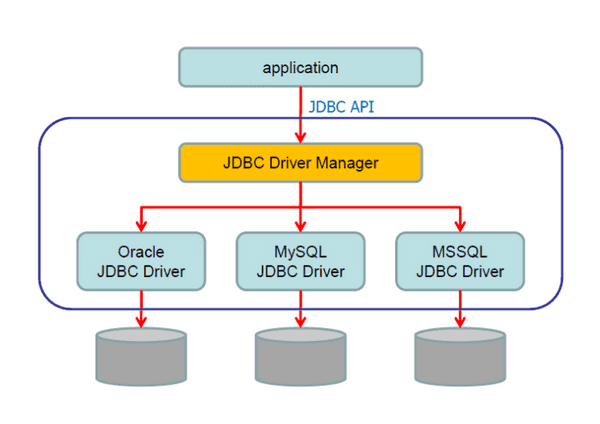 application
JDBC API
JDBC Driver Manager
Oracle
JDBC Driver
MySQL
JDBC Driver
MSSQL
JDBC Driver